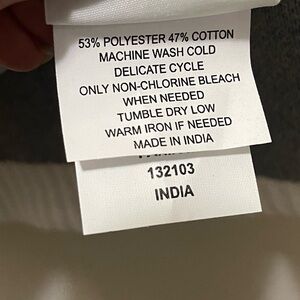 53% POLYESTER 47% COTTON
MACHINE WASH COLD
DELICATE CYCLE
ONLY NON-CHLORINE BLEACH
WHEN NEEDED
TUMBLE DRY LOW
WARM IRON IF NEEDED
MADE IN INDIA
132103
INDIA